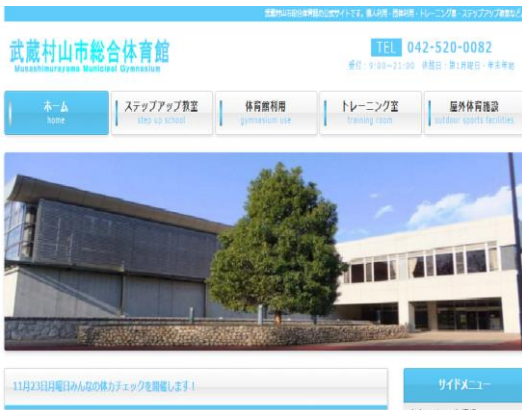 武蔵村山市総合体育館の公式サイトです。個人利用・団体利用・トレーニング室・ステップアップ教室など
武蔵村山市総合体育館
Musashimurayama Municipal Gymnasium
TEL 042-520-0082
受付：9:00～21:00 休館日：第1月曜日・年末年始
ホーム
home
ステップアップ教室
step up school
体育館利用
gymnasium use
トレーニング室
training room
屋外体育施設
outdoor sports facilities
11月23日月曜日みんなの体力チェックを開催します！
サイドメニュー